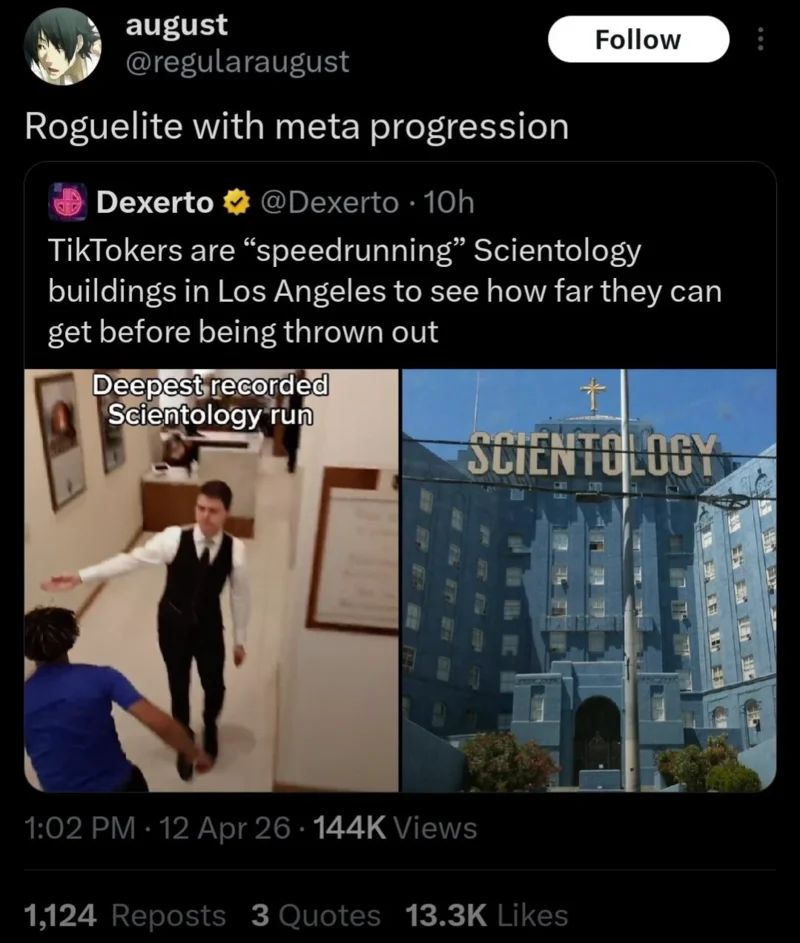 august
@regularaugust
Follow
Roguelite with meta progression
Dexerto @Dexerto · 10h
TikTokers are “speedrunning” Scientology
buildings in Los Angeles to see how far they can
get before being thrown out
Deepest recorded
Scientology run
SCIENTOLOGY
1:02 PM · 12 Apr 26 · 144K Views
1,124 Reposts 3 Quotes 13.3K Likes